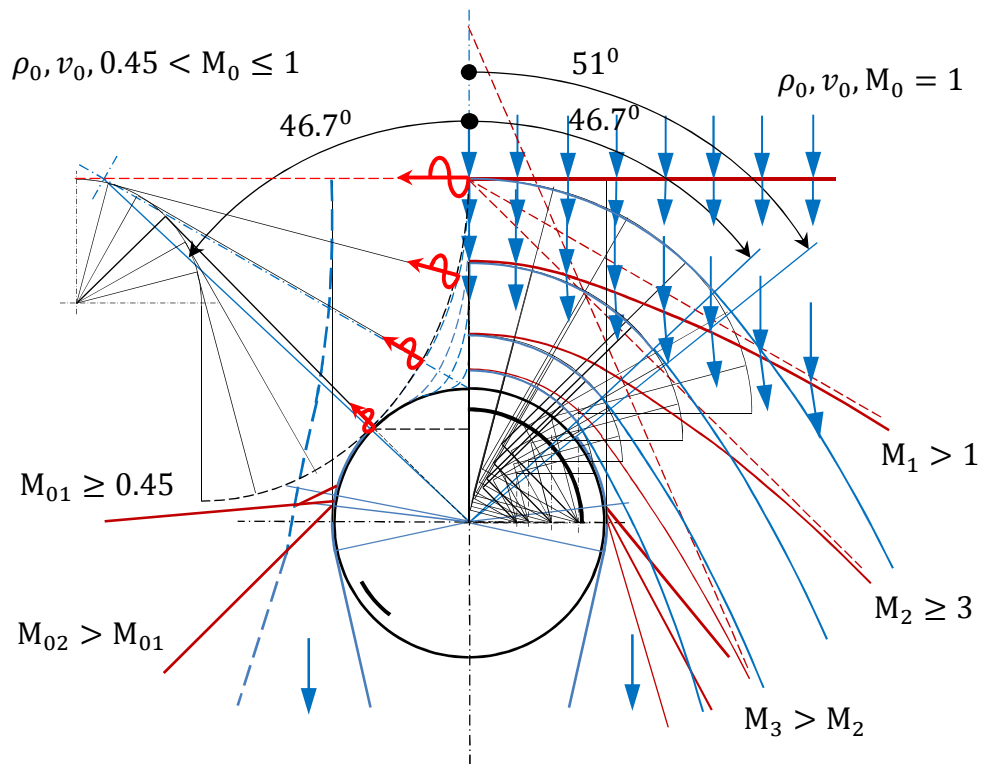 ρ₀, v₀, 0.45 < M₀ ≤ 1
51⁰
ρ₀, v₀, M₀ = 1
46.7⁰
46.7⁰
M₁ > 1
M₀₁ ≥ 0.45
M₂ ≥ 3
M₀₂ > M₀₁
M₃ > M₂